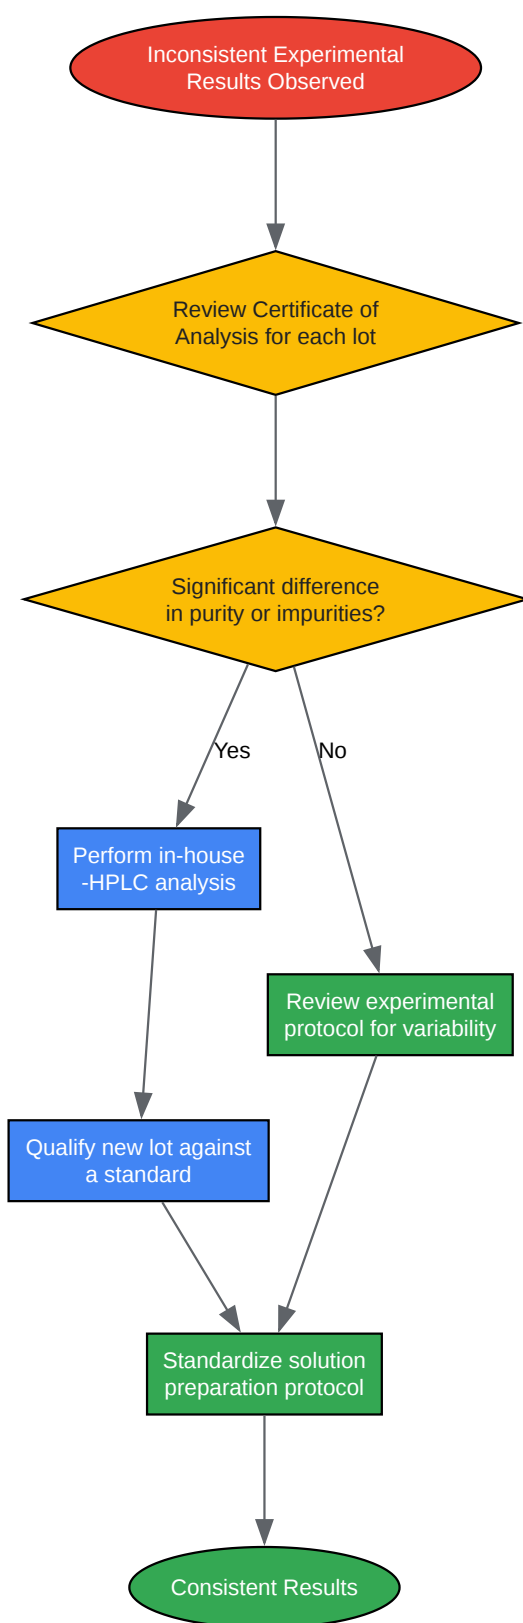 Inconsistent Experimental
Results Observed
Review Certificate of
Analysis for each lot
Significant difference
in purity or impurities?
Yes
No
Perform in-house
-HPLC analysis
Review experimental
protocol for variability
Qualify new lot against
a standard
Standardize solution
preparation protocol
Consistent Results